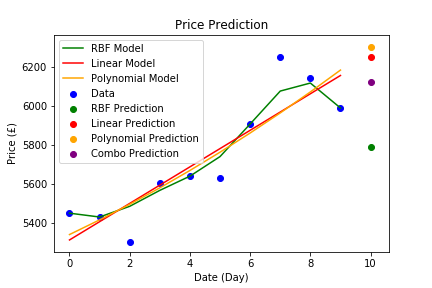 Price Prediction
Price (£)
6200
6000
5800
5600
5400
RBF Model
Linear Model
Polynomial Model
Data
RBF Prediction
Linear Prediction
Polynomial Prediction
Combo Prediction
0 2 4 6 8 10
Date (Day)